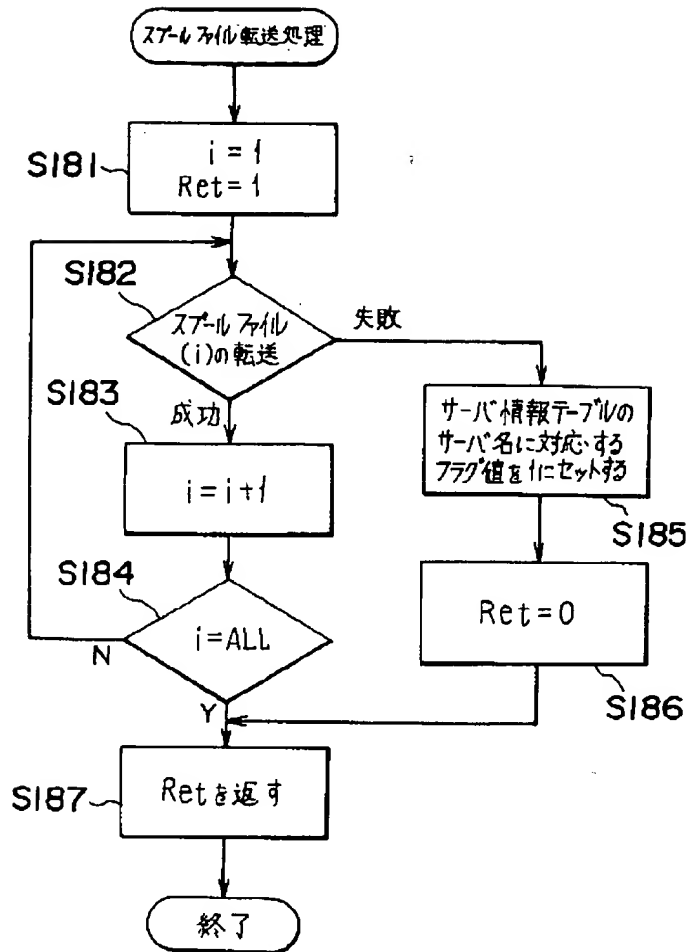 スプールファイル転送処理
S181
i=1
Ret=1
S182
スプールファイル
(i)の転送
失敗
成功
S183
i=i+1
サーバ情報テーブルの
サーバ名に対応する
フラグ値を1にセットする
S185
S184
i=ALL
N
Y
Ret=0
S186
S187
Retを返す
終了